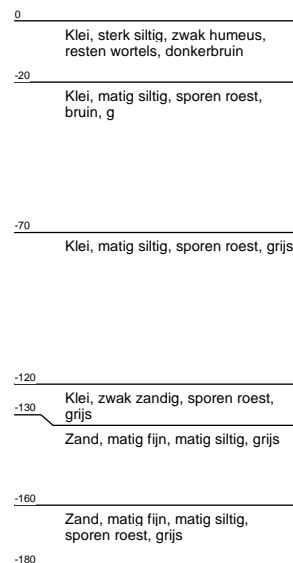 0
Klei, sterk siltig, zwak humeus,
resten wortels, donkerbruin
-20
Klei, matig siltig, sporen roest,
bruin, g
-70
Klei, matig siltig, sporen roest, grijs
-120
Klei, zwak zandig, sporen roest,
grijs
-130
Zand, matig fijn, matig siltig, grijs
-160
Zand, matig fijn, matig siltig,
sporen roest, grijs
-180